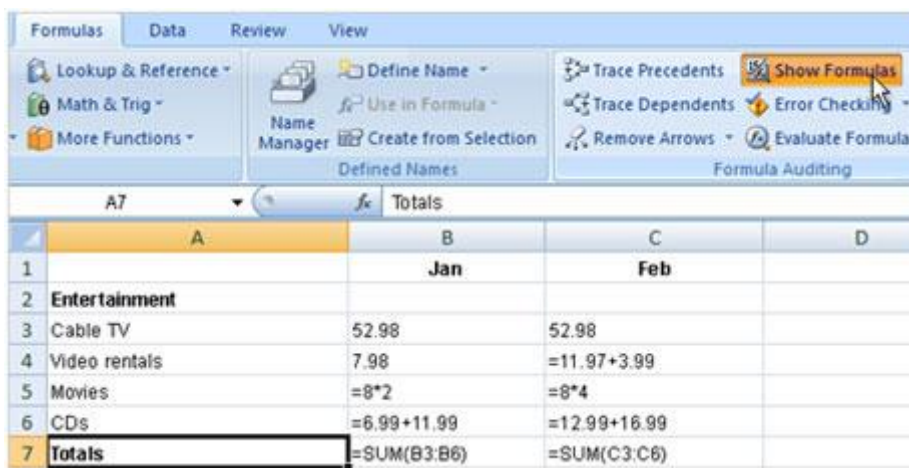 Formulas Data Review View
Lookup & Reference Define Name Trace Precedents Show Formulas
Math & Trig Use in Formula Trace Dependents Error Checking
More Functions Name Manager Create from Selection Remove Arrows Evaluate Formula
Defined Names Formula Auditing
A7 fx Totals
A B C D
1 Jan Feb
2 Entertainment
3 Cable TV 52.98 52.98
4 Video rentals 7.98 =11.97+3.99
5 Movies =8*2 =8*4
6 CDs =6.99+11.99 =12.99+16.99
7 Totals =SUM(B3:B6) =SUM(C3:C6)